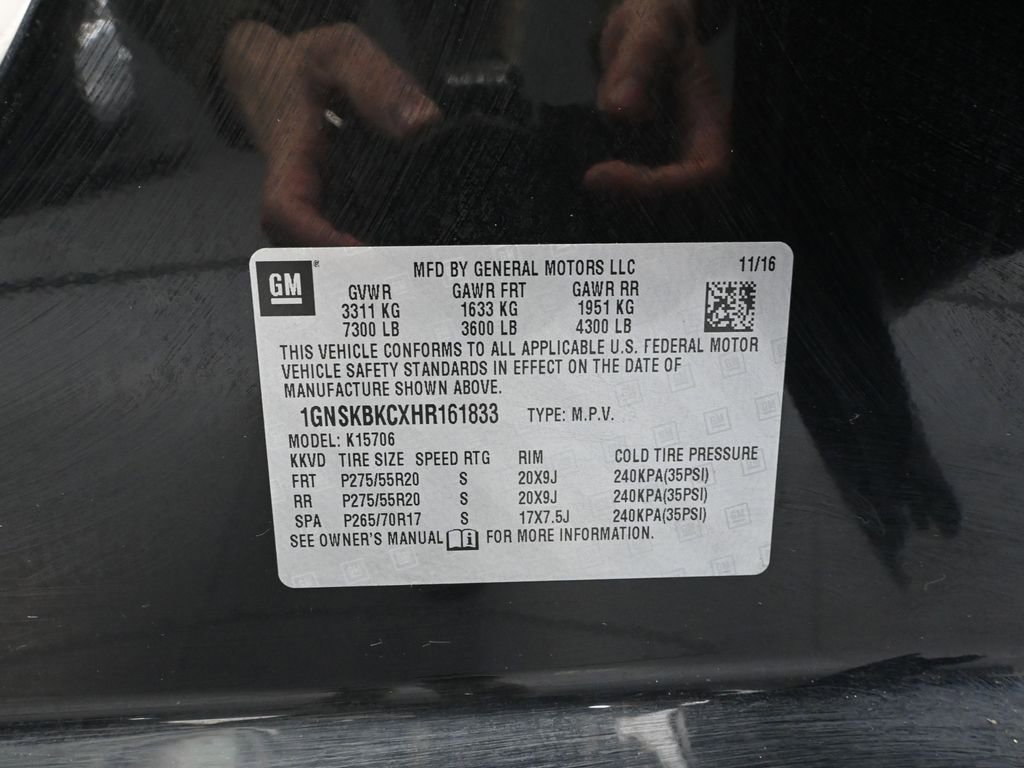 GM ® MFD BY GENERAL MOTORS LLC 11/16
GVWR GAWR FRT GAWR RR
3311 KG 1633 KG 1951 KG
7300 LB 3600 LB 4300 LB
THIS VEHICLE CONFORMS TO ALL APPLICABLE U.S. FEDERAL MOTOR
VEHICLE SAFETY STANDARDS IN EFFECT ON THE DATE OF
MANUFACTURE SHOWN ABOVE.
1GNSKBKCXHR161833 TYPE: M.P.V.
MODEL: K15706
KKVD TIRE SIZE SPEED RTG RIM COLD TIRE PRESSURE
FRT P275/55R20 S 20X9J 240KPA(35PSI)
RR P275/55R20 S 20X9J 240KPA(35PSI)
SPA P265/70R17 S 17X7.5J 240KPA(35PSI)
SEE OWNER'S MANUAL i FOR MORE INFORMATION.